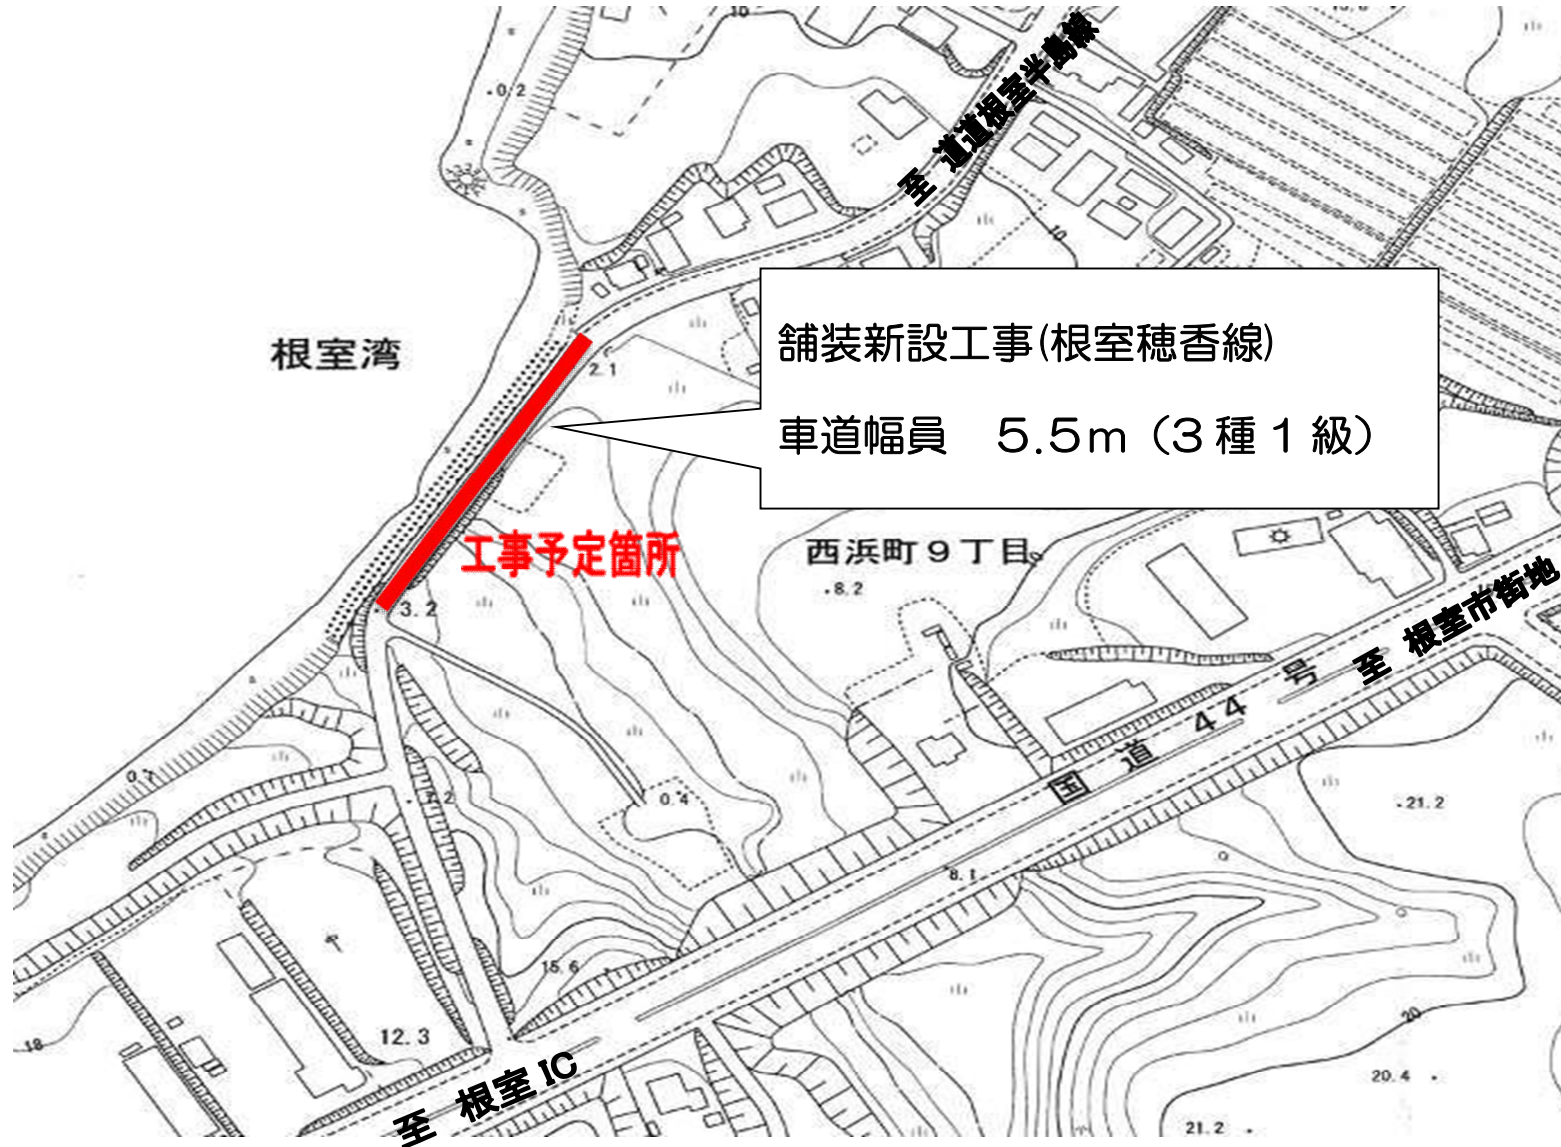 10
0.2
至 道道根室半島線
10
根室湾
舗装新設工事(根室穂香線)
車道幅員　5.5m（3種1級）
2.1
工事予定箇所
西浜町9丁目
8.2
3.2
至 根室市街地
国道44号
0.4
21.2
8.1
15.6
12.3
18
20
至 根室IC
20.4
21.2